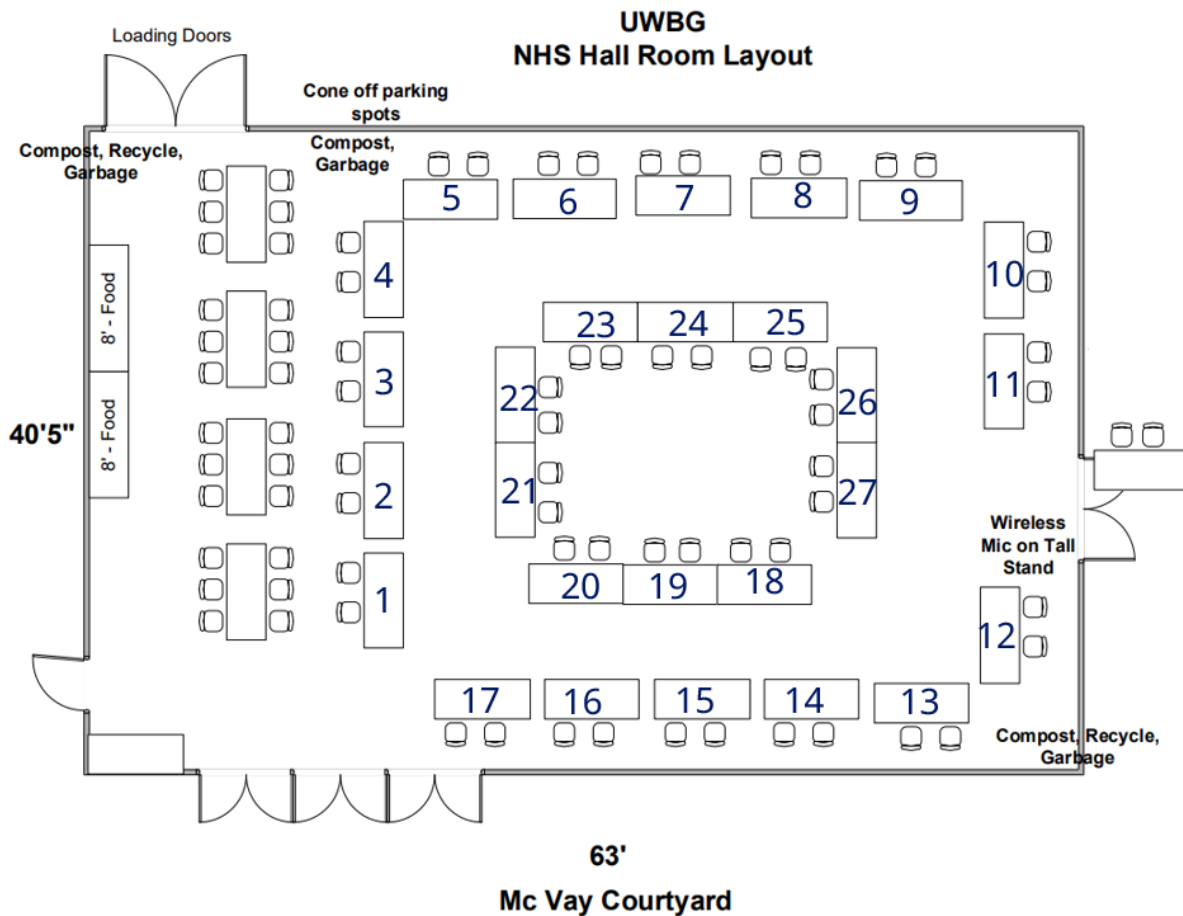 UWBG
NHS Hall Room Layout
Loading Doors
Cone off parking
spots
Compost, Recycle,
Garbage
Compost,
Garbage
5
6
7
8
9
4
10
8' - Food
23
24
25
3
11
22
26
40'5"
8' - Food
2
21
27
Wireless
Mic on Tall
Stand
1
20
19
18
12
17
16
15
14
13
Compost, Recycle,
Garbage
63'
Mc Vay Courtyard